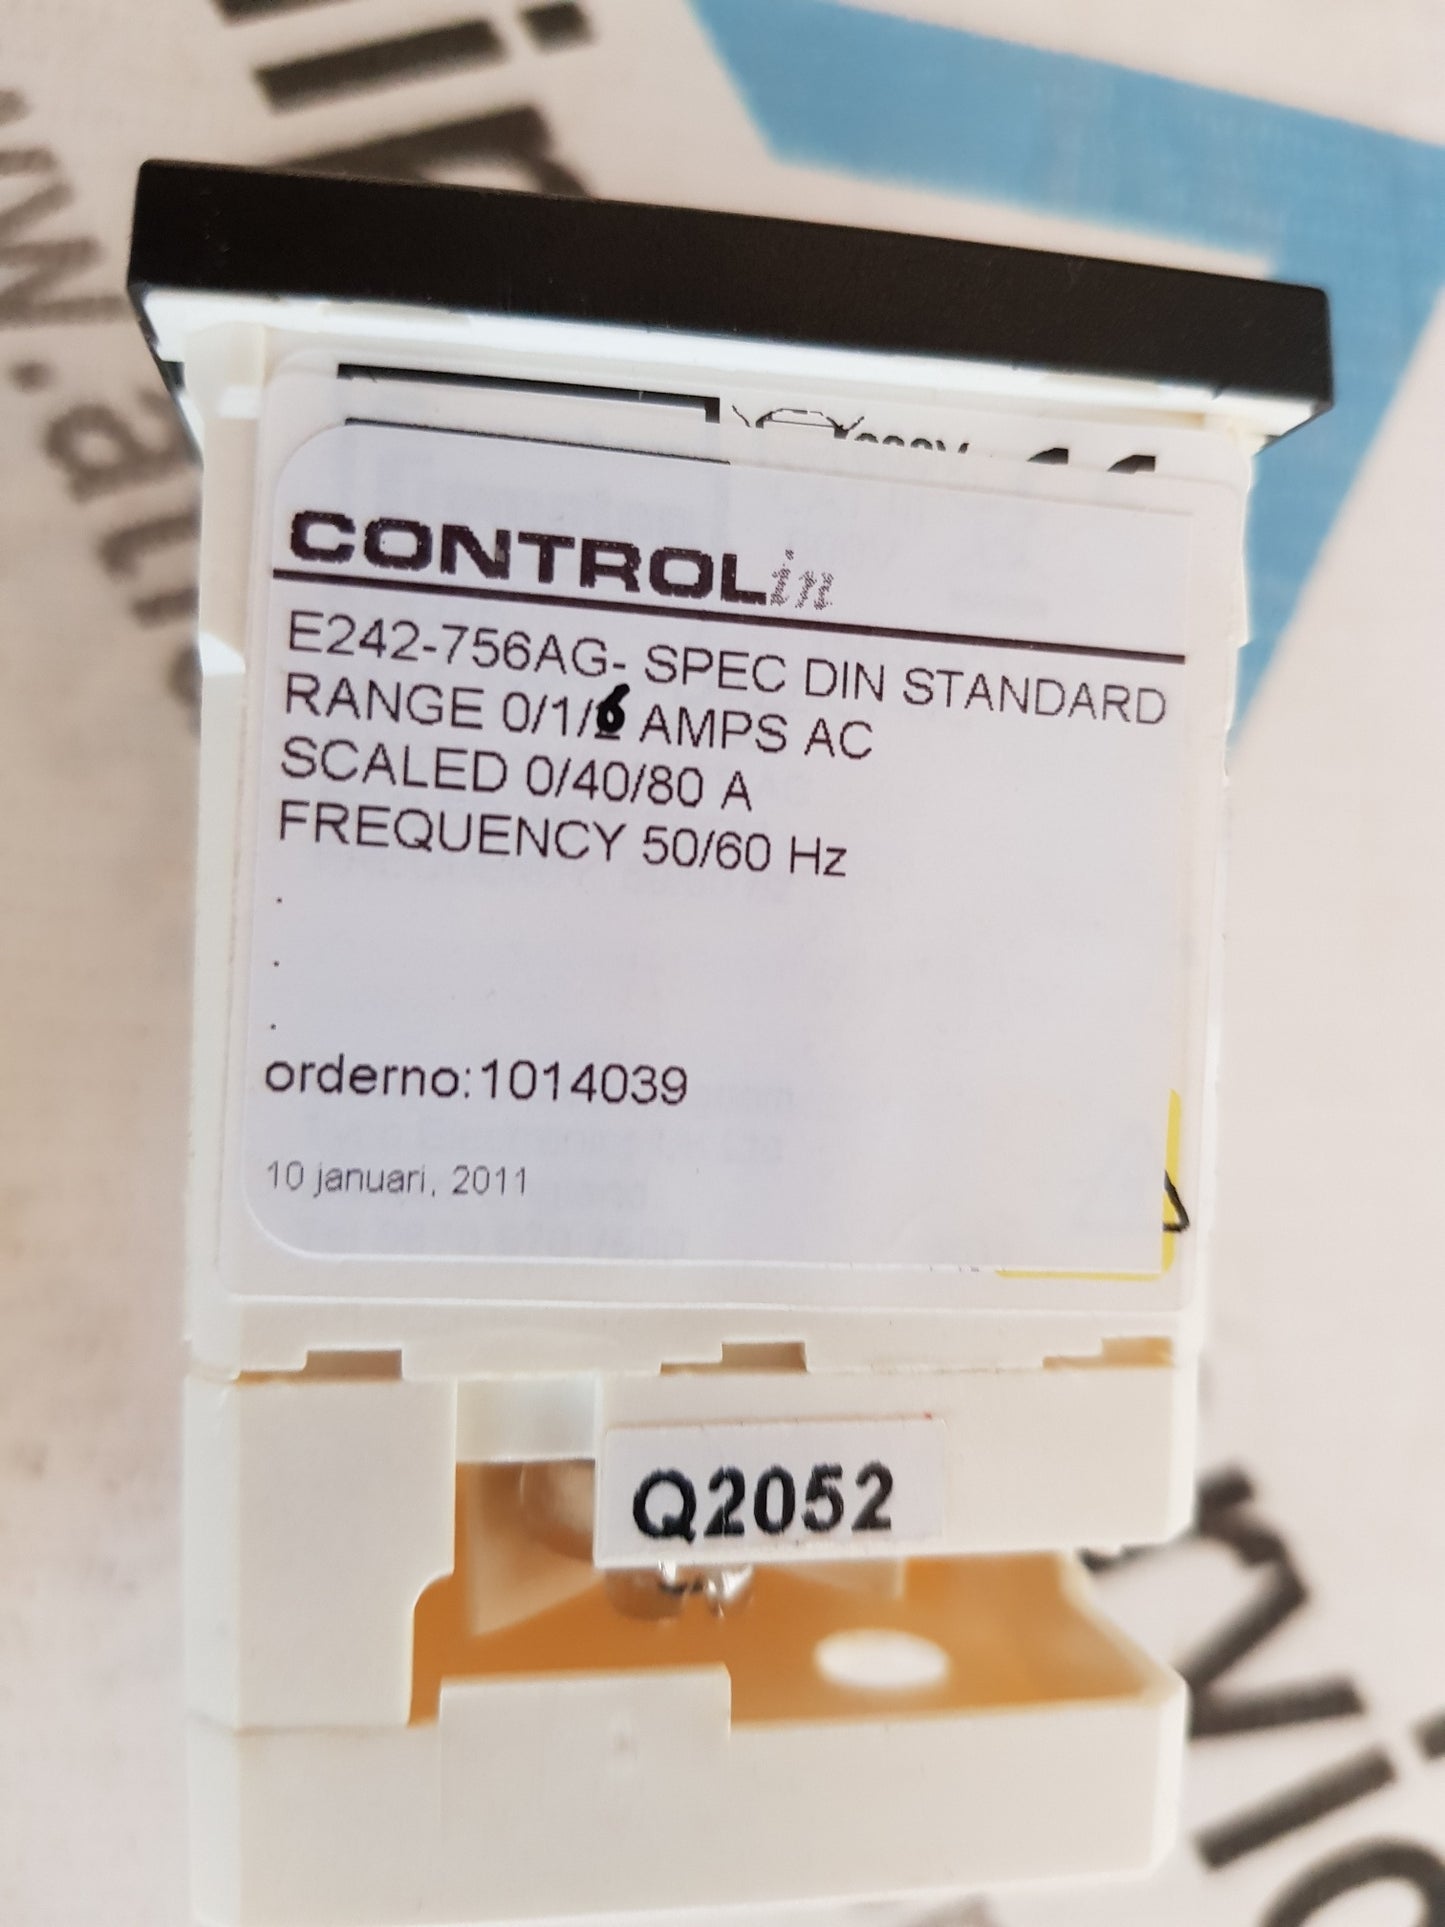 CONTROLin
E242-756AG- SPEC DIN STANDARD
RANGE 0/1/6 AMPS AC
SCALED 0/40/80 A
FREQUENCY 50/60 Hz
.
.
.
orderno:1014039
10 januari, 2011
Q2052